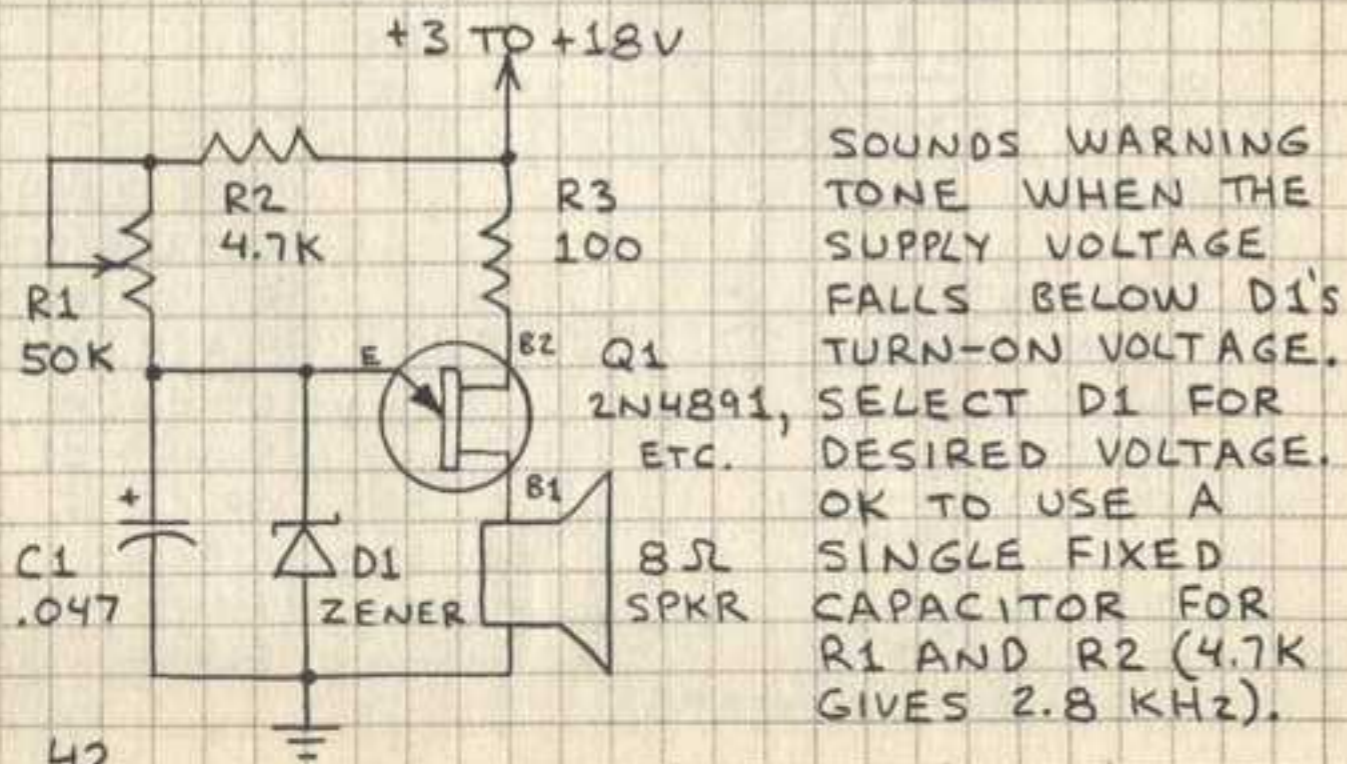 +3 TO +18V
R2
4.7K
R3
100
R1
50K
E
B2
Q1
2N4891,
ETC.
B1
+
C1
.047
D1
ZENER
8Ω
SPKR
SOUNDS WARNING
TONE WHEN THE
SUPPLY VOLTAGE
FALLS BELOW D1's
TURN-ON VOLTAGE.
SELECT D1 FOR
DESIRED VOLTAGE.
OK TO USE A
SINGLE FIXED
CAPACITOR FOR
R1 AND R2 (4.7K
GIVES 2.8 KHz).
42